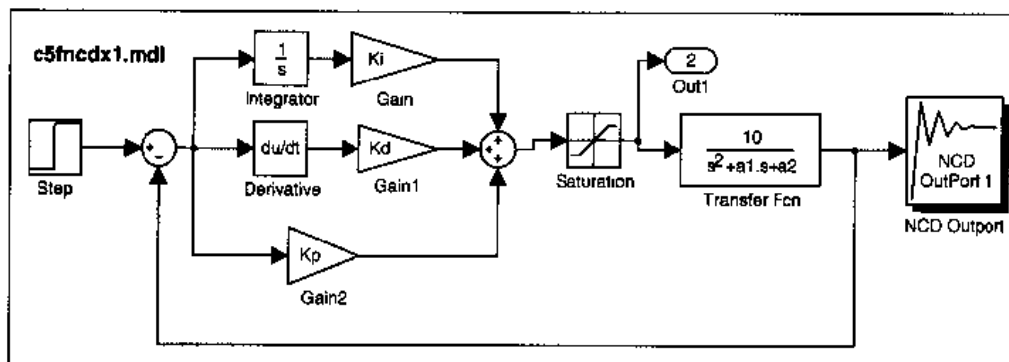 c5fncdx1.mdl
1
s
Integrator
Ki
Gain
2
Out1
Step
du/dt
Derivative
Kd
Gain1
Saturation
10
s²+a1.s+a2
Transfer Fcn
NCD
OutPort 1
NCD Outport
Kp
Gain2